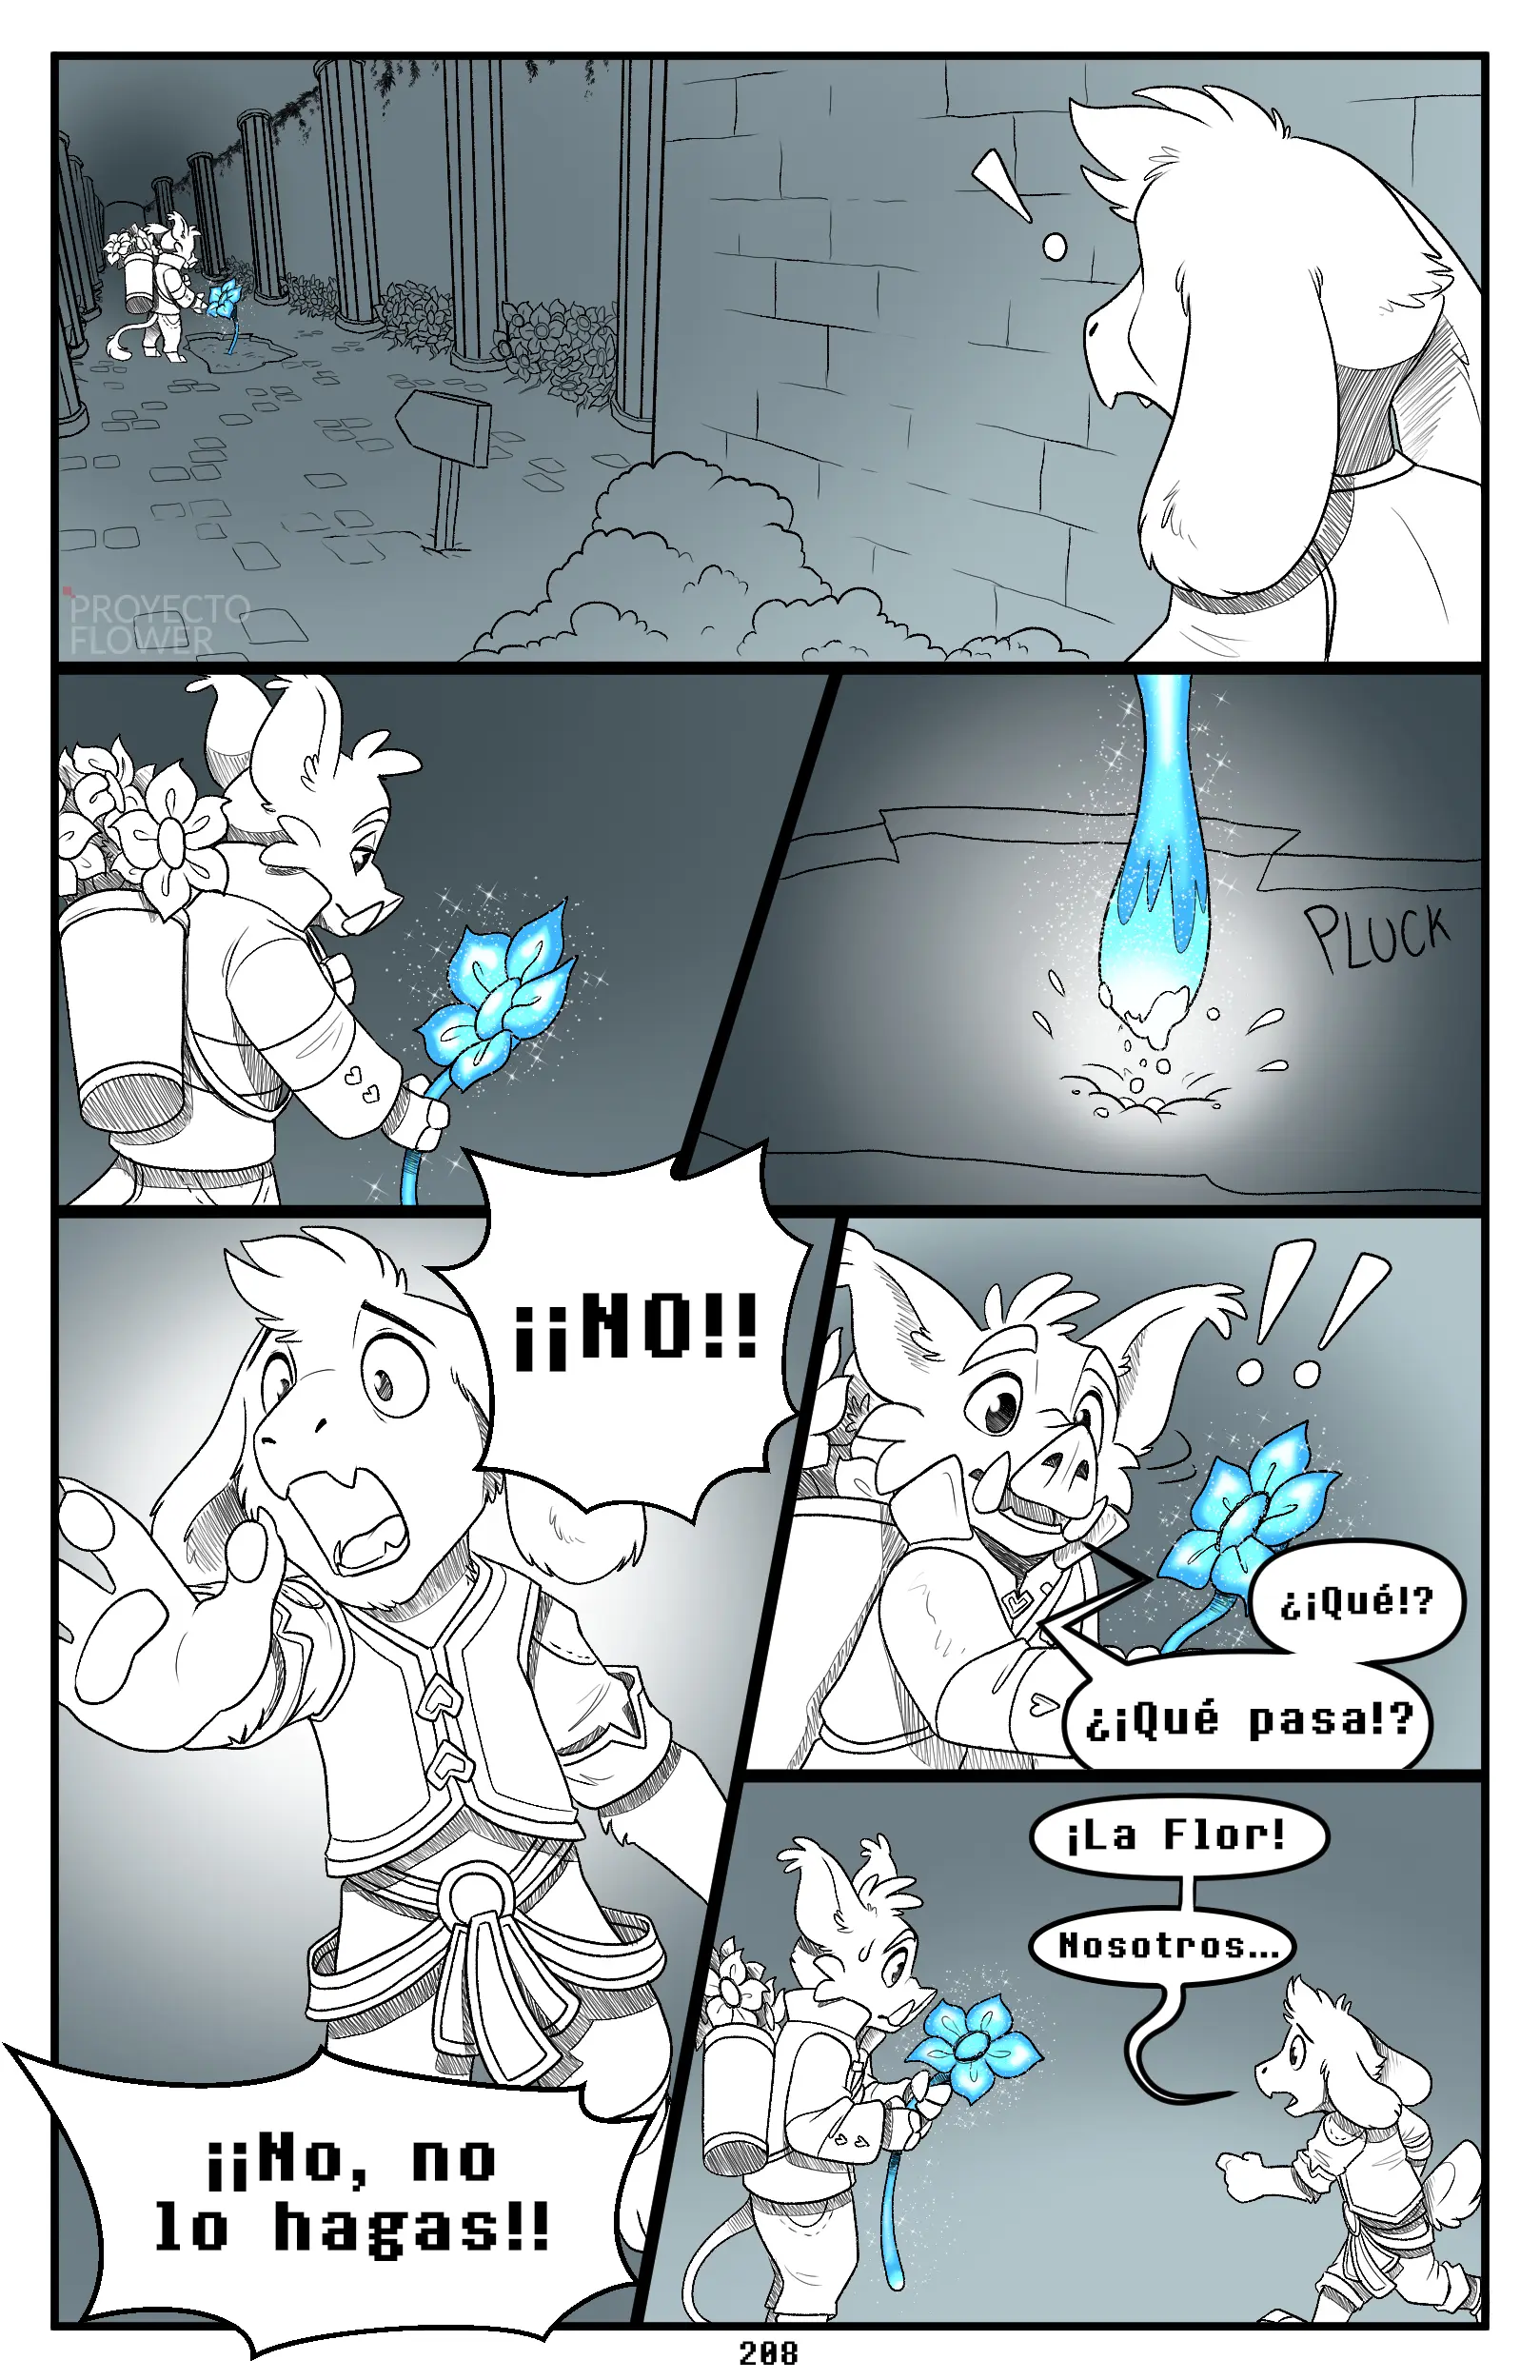 PROYECTO
FLOWER
PLUCK
¡¡NO!!
¡¡No, no
lo hagas!!
¿¡Qué!?
¿¡Qué pasa!?
¡La Flor!
Nosotros...
208